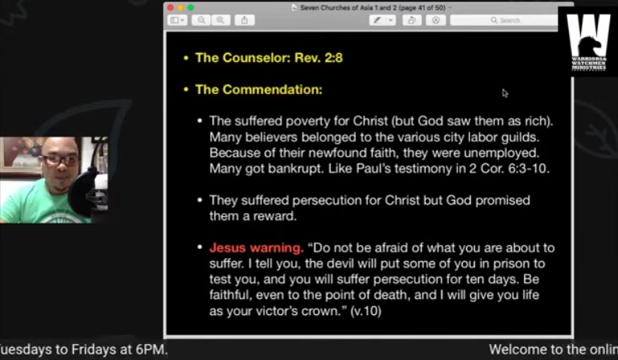 Seven Churches of Asia 1 and 2 (page 41 of 50)
Search
WARRIORS &
WATCHMEN
MINISTRIES
• The Counselor: Rev. 2:8
• The Commendation:
• The suffered poverty for Christ (but God saw them as rich).
Many believers belonged to the various city labor guilds.
Because of their newfound faith, they were unemployed.
Many got bankrupt. Like Paul's testimony in 2 Cor. 6:3-10.
• They suffered persecution for Christ but God promised
them a reward.
• Jesus warning. "Do not be afraid of what you are about to
suffer. I tell you, the devil will put some of you in prison to
test you, and you will suffer persecution for ten days. Be
faithful, even to the point of death, and I will give you life
as your victor's crown." (v.10)
uesdays to Fridays at 6PM.
Welcome to the onlin